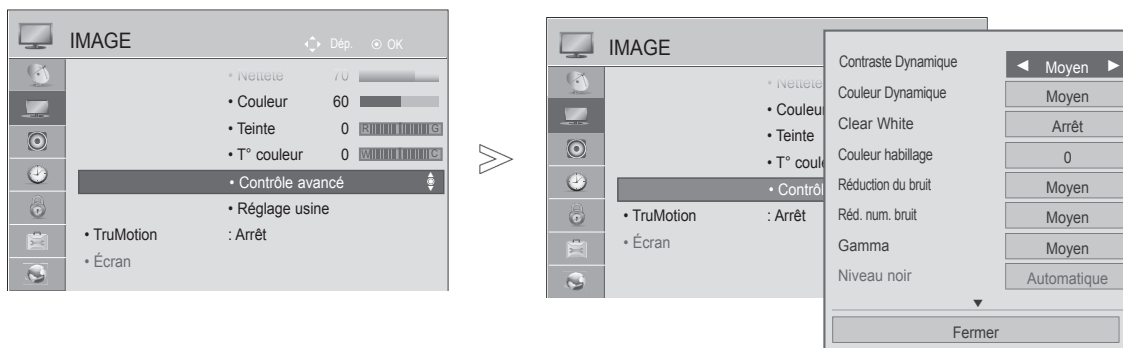 IMAGE
Dép. OK
• Netteté 70
• Couleur 60
• Teinte 0 R G
• T° couleur 0 W C
• Contrôle avancé
• Réglage usine
• TruMotion : Arrêt
• Écran
IMAGE
• Netteté
• Couleur
• Teinte
• T° coule
• Contrôl
• TruMotion : Arrêt
• Écran
Contraste Dynamique ◄ Moyen ►
Couleur Dynamique Moyen
Clear White Arrêt
Couleur habillage 0
Réduction du bruit Moyen
Réd. num. bruit Moyen
Gamma Moyen
Niveau noir Automatique
▼
Fermer